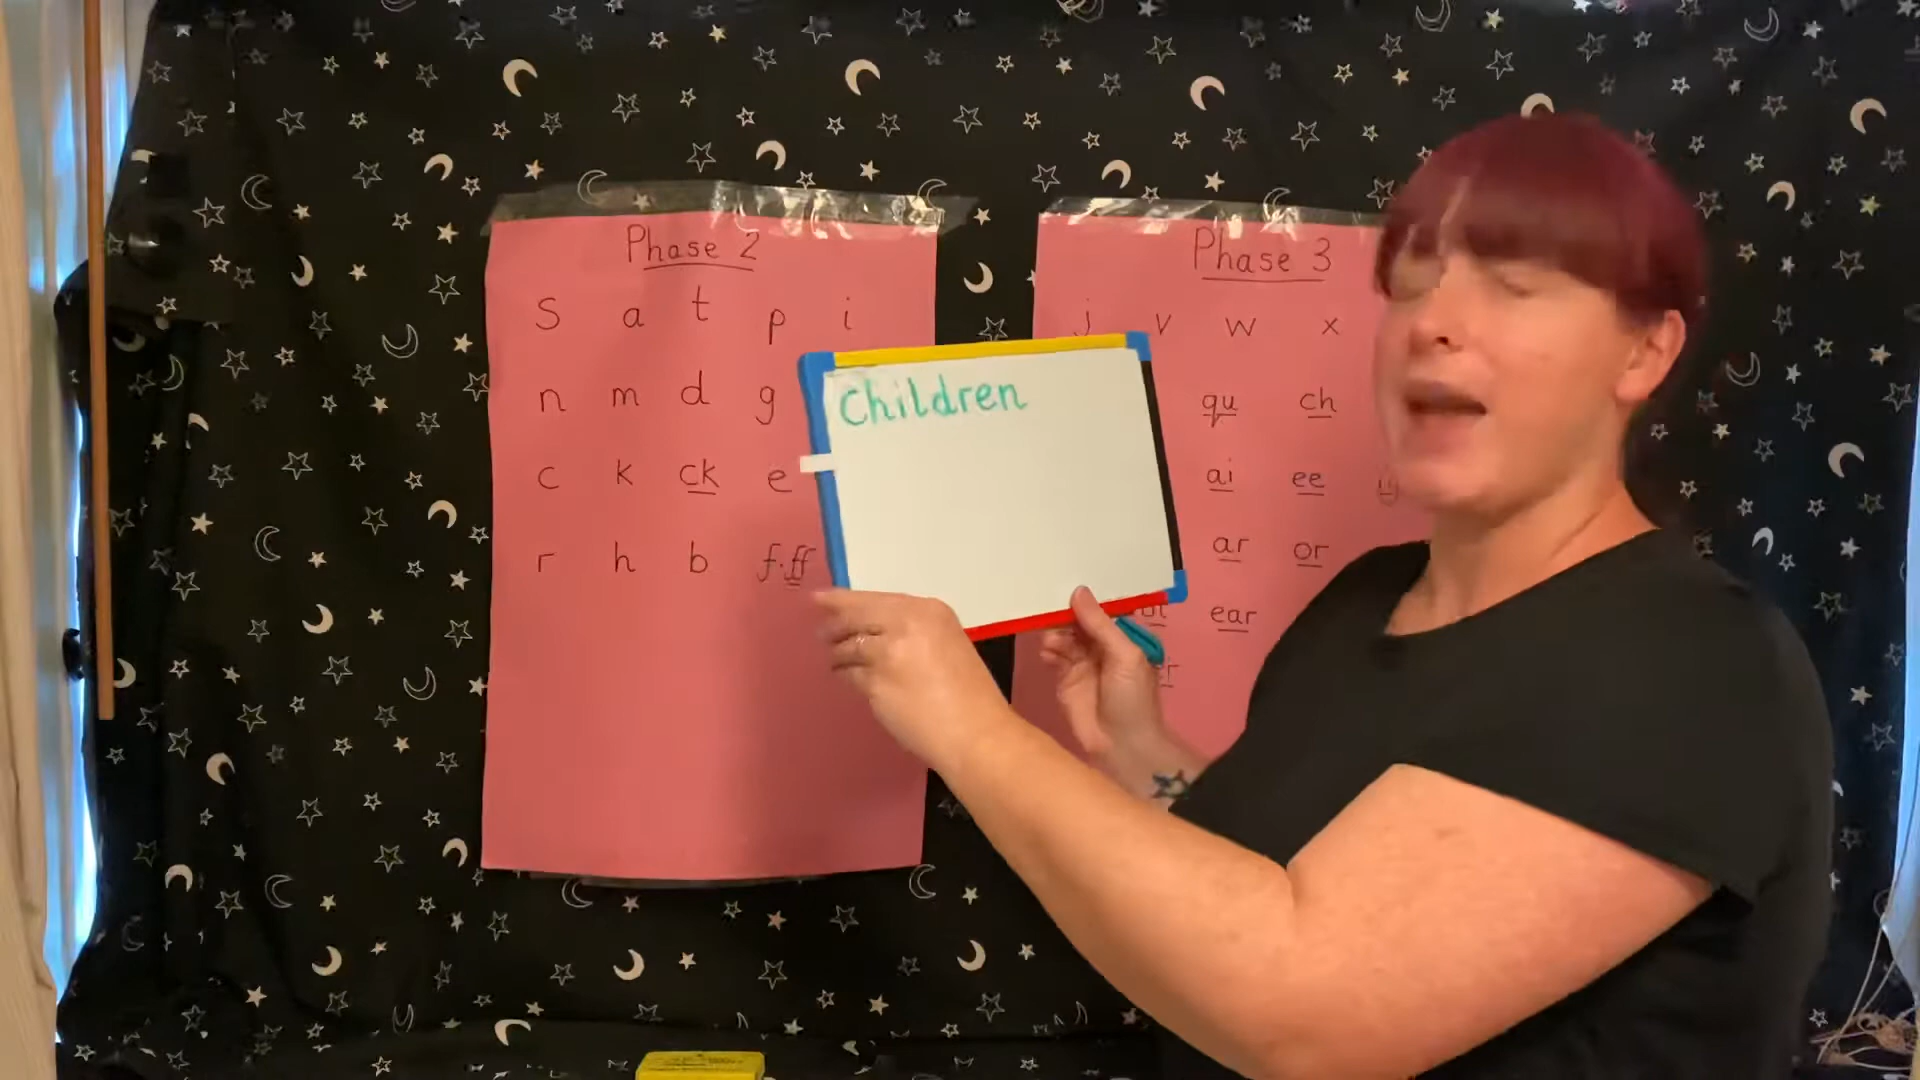 Phase 2
s a t p i
n m d g
c k ck e
r h b f.ff
Phase 3
j v w x
qu ch
ai ee
ar or
ear
children